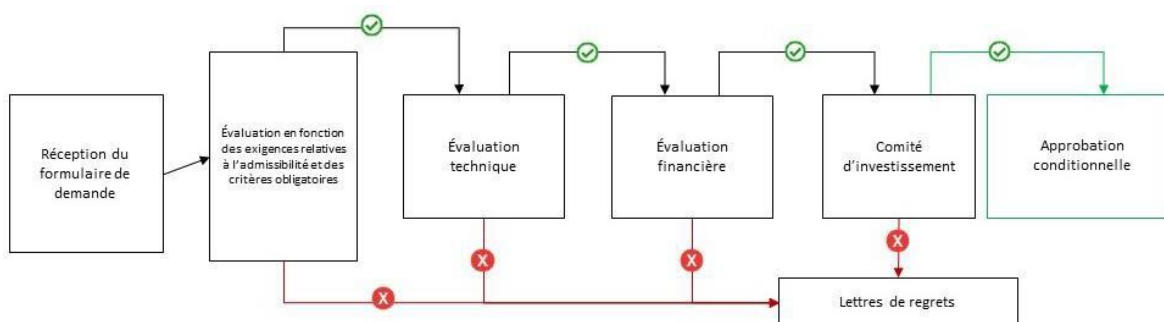 Réception du
formulaire de
demande
Évaluation en fonction
des exigences relatives
à l'admissibilité et des
critères obligatoires
Évaluation
technique
Évaluation
financière
Comité
d'investissement
Approbation
conditionnelle
X
X
X
X
Lettres de regrets